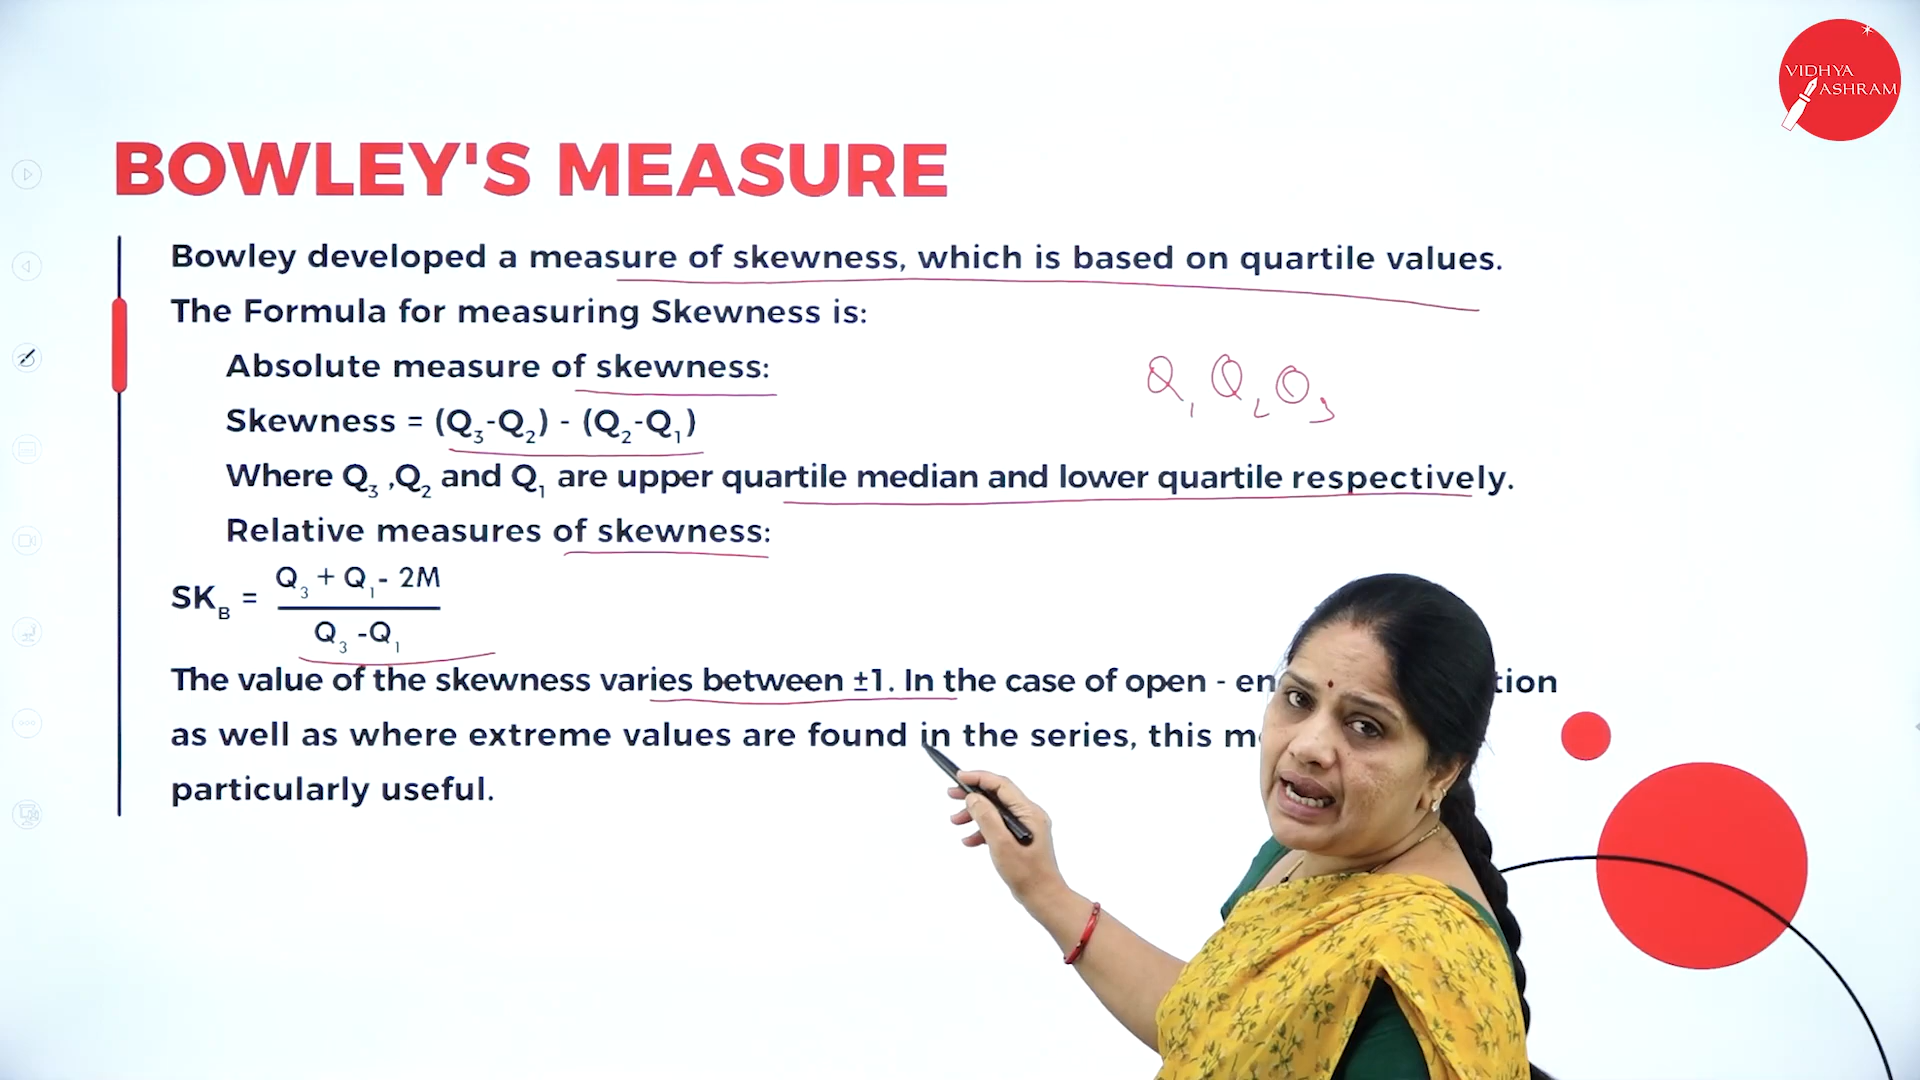 VIDHYA
ASHRAM
BOWLEY'S MEASURE
Bowley developed a measure of skewness, which is based on quartile values.
The Formula for measuring Skewness is:
Absolute measure of skewness:
Q₁ Q₂ Q₃
Skewness = (Q₃-Q₂) - (Q₂-Q₁)
Where Q₃ ,Q₂ and Q₁ are upper quartile median and lower quartile respectively.
Relative measures of skewness:
Q₃ + Q₁- 2M
SK_B =
Q₃ -Q₁
The value of the skewness varies between ±1. In the case of open -
as well as where extreme values are found in the series, this
particularly useful.